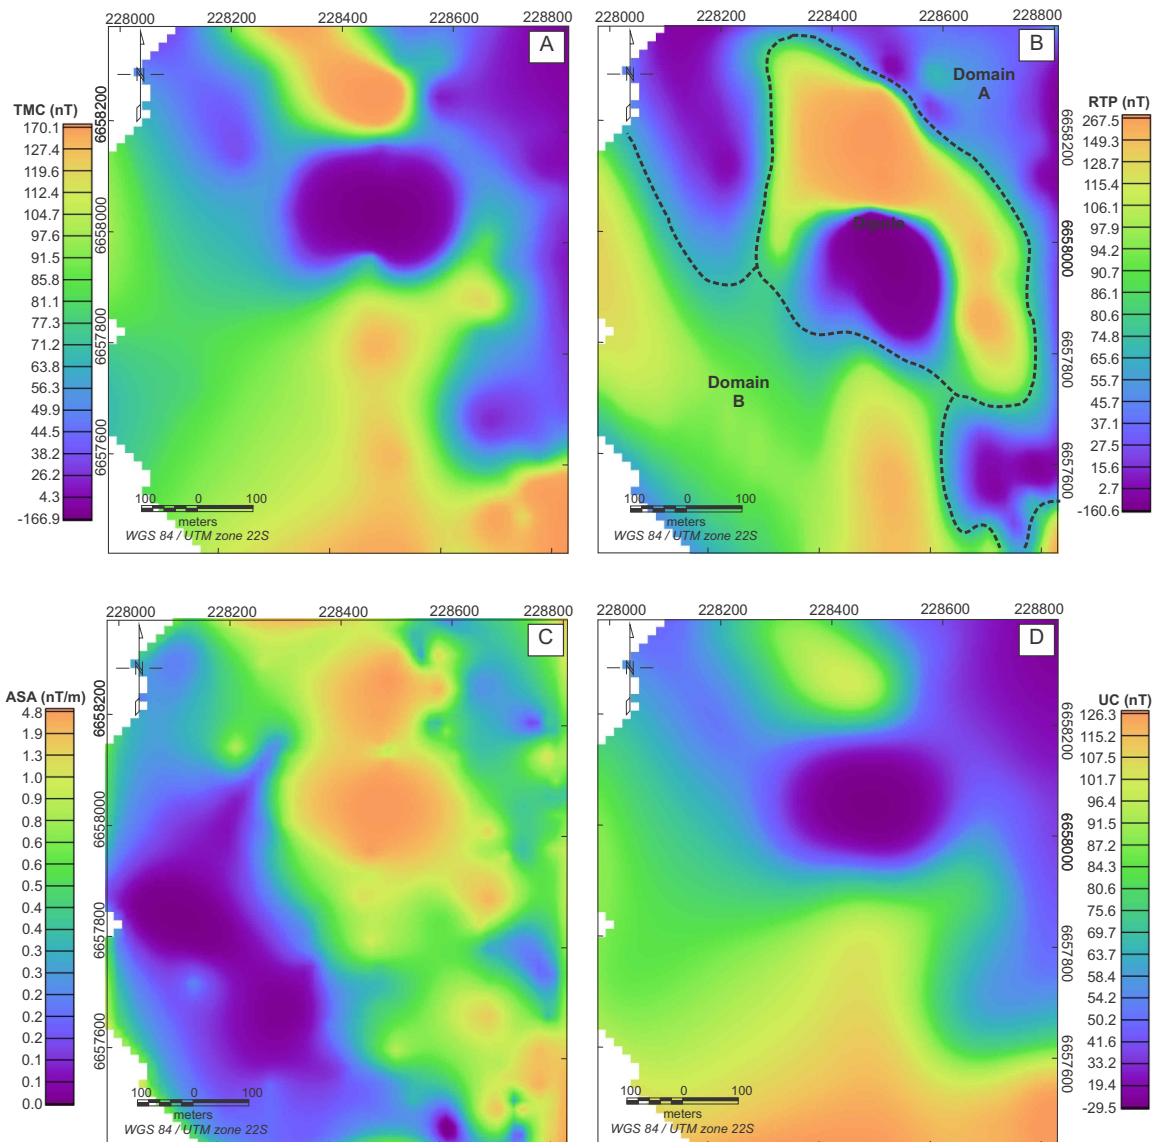 228000 228200 228400 228600 228800
A
N
TMC (nT)
170.1
127.4
119.6
112.4
104.7
97.6
91.5
85.8
81.1
77.3
71.2
63.8
56.3
49.9
44.5
38.2
26.2
4.3
-166.9
6658200
6658000
6657800
6657600
100 0 100
meters
WGS 84 / UTM zone 22S
228000 228200 228400 228600 228800
B
N
Domain
A
Dipole
Domain
B
RTP (nT)
267.5
149.3
128.7
115.4
106.1
97.9
94.2
90.7
86.1
80.6
74.8
65.6
55.7
45.7
37.1
27.5
15.6
2.7
-160.6
6658200
6658000
6657800
6657600
100 0 100
meters
WGS 84 / UTM zone 22S
228000 228200 228400 228600 228800
C
N
ASA (nT/m)
4.8
1.9
1.3
1.0
0.9
0.8
0.6
0.6
0.5
0.4
0.4
0.3
0.3
0.2
0.2
0.2
0.1
0.1
0.0
6658200
6658000
6657800
6657600
100 0 100
meters
WGS 84 / UTM zone 22S
228000 228200 228400 228600 228800
D
N
UC (nT)
126.3
115.2
107.5
101.7
96.4
91.5
87.2
84.3
80.6
75.6
69.7
63.7
58.4
54.2
50.2
41.6
33.2
19.4
-29.5
6658200
6658000
6657800
6657600
100 0 100
meters
WGS 84 / UTM zone 22S